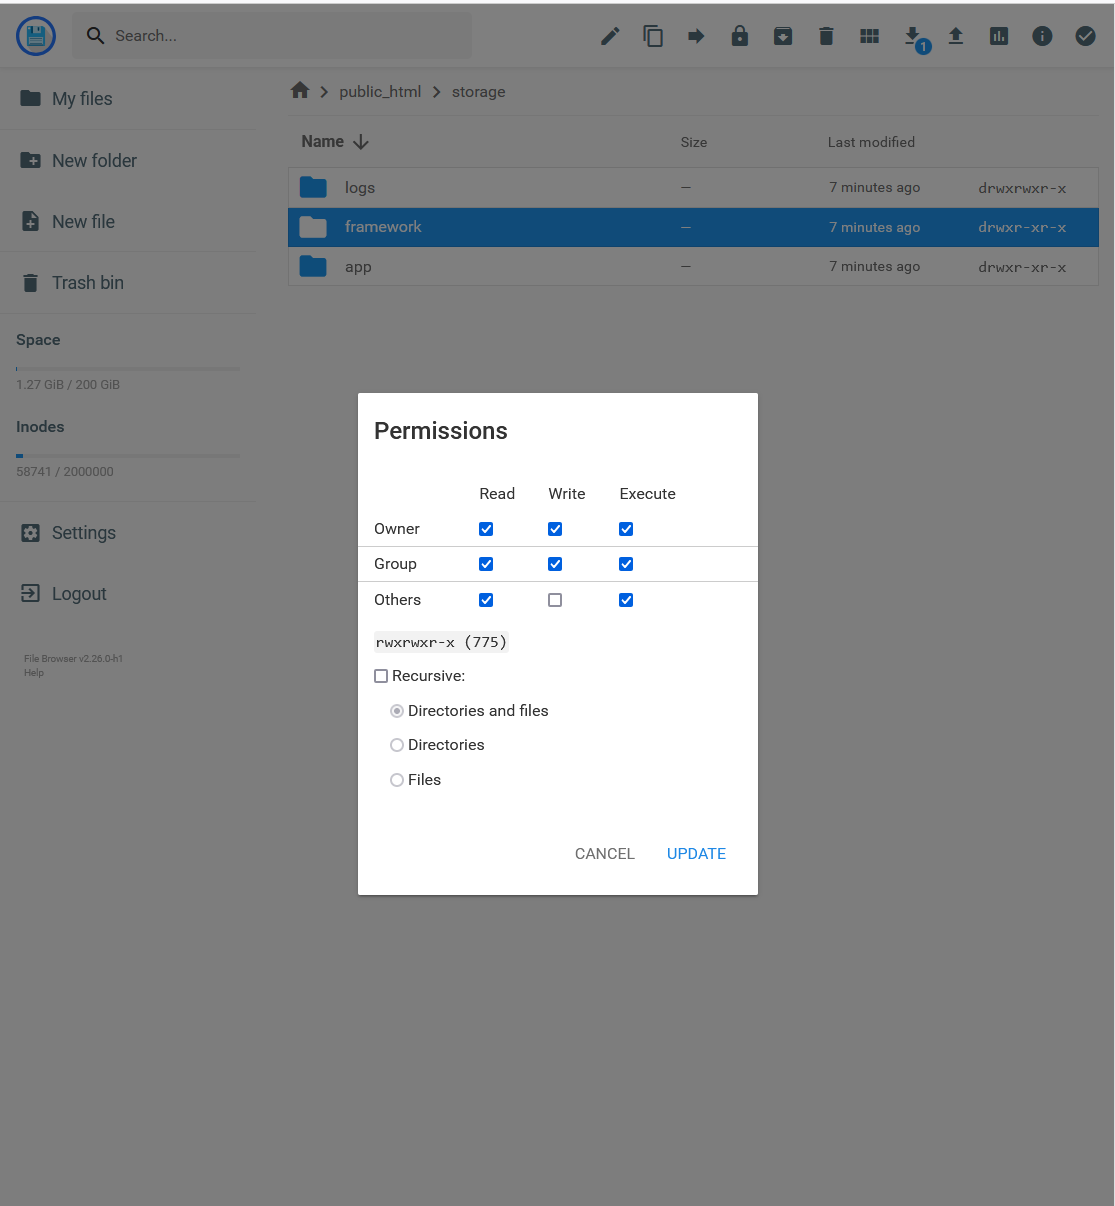 Search...
1
My files
New folder
New file
Trash bin
Space
1.27 GiB / 200 GiB
Inodes
58741 / 2000000
Settings
Logout
File Browser v2.26.0-h1
Help
public_html storage
Name Size Last modified
logs — 7 minutes ago drwxrwxr-x
framework — 7 minutes ago drwxr-xr-x
app — 7 minutes ago drwxr-xr-x
Permissions
Read Write Execute
Owner
Group
Others
rwxrwxr-x (775)
Recursive:
Directories and files
Directories
Files
CANCEL UPDATE